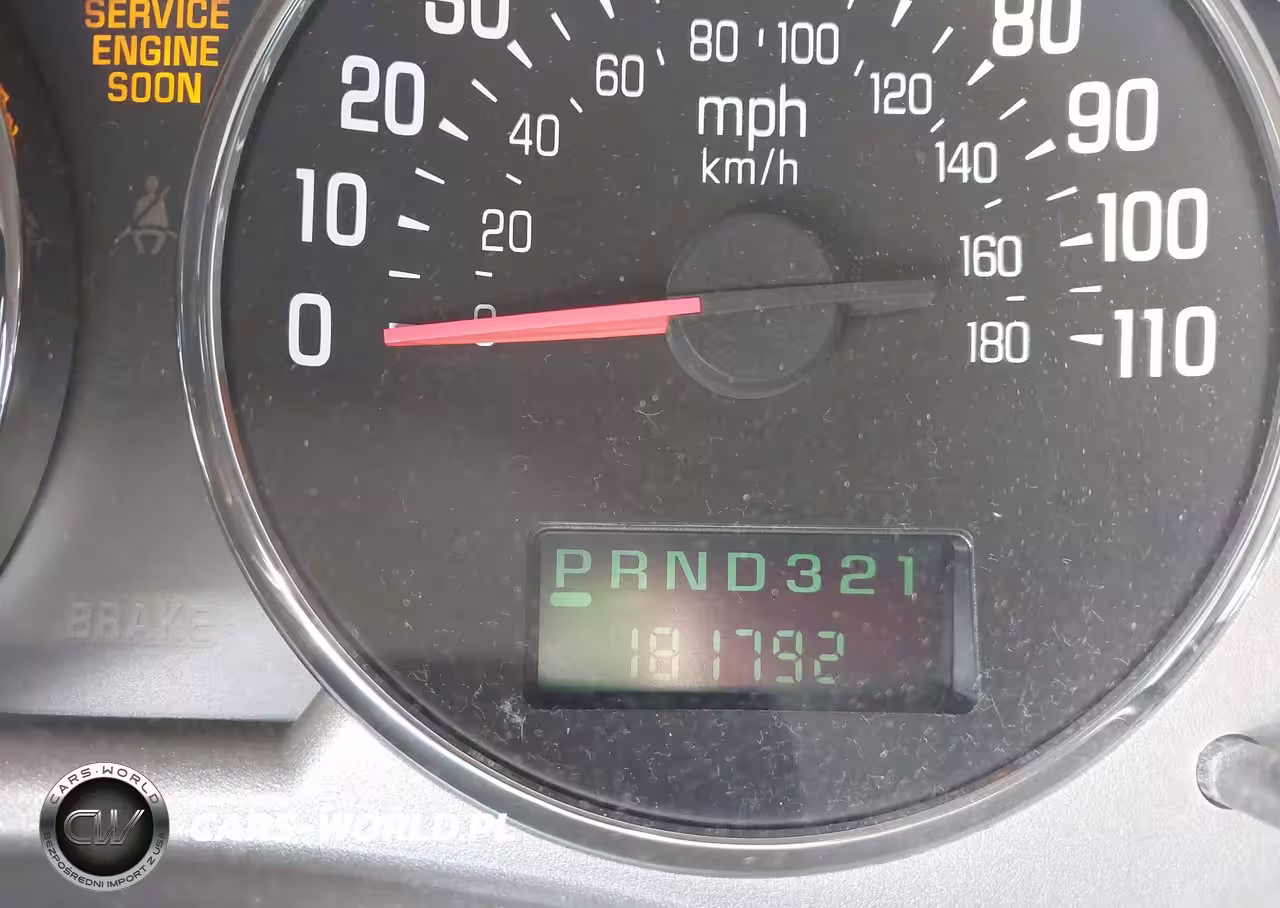 SERVICE
ENGINE
SOON
80
30
80 100
60
120
20
90
mph
40
140
km/h
10
20
100
160
0
0
180
110
PRND321
181792
BRAKE
CARS-WORLD
CW
BEZPOŚREDNI IMPORT Z USA
CARS-WORLD.PL